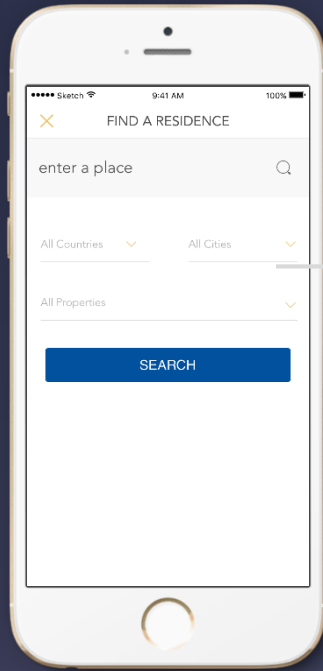 Sketch 9:41 AM 100%
FIND A RESIDENCE
enter a place
All Countries All Cities
All Properties
SEARCH